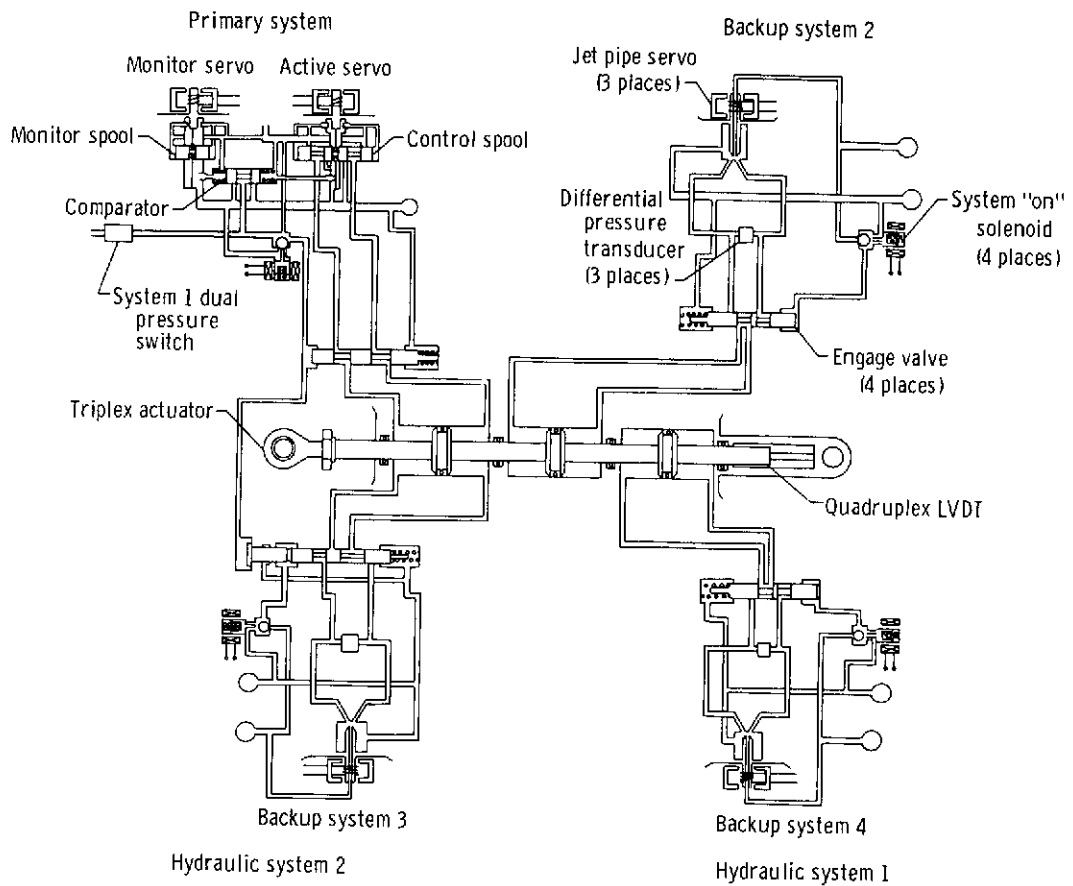 Primary system
Backup system 2
Monitor servo
Active servo
Jet pipe servo
(3 places)
Monitor spool
Control spool
Comparator
Differential
pressure
transducer
(3 places)
System "on"
solenoid
(4 places)
System 1 dual
pressure
switch
Engage valve
(4 places)
Triplex actuator
Quadruplex LVDT
Backup system 3
Backup system 4
Hydraulic system 2
Hydraulic system 1